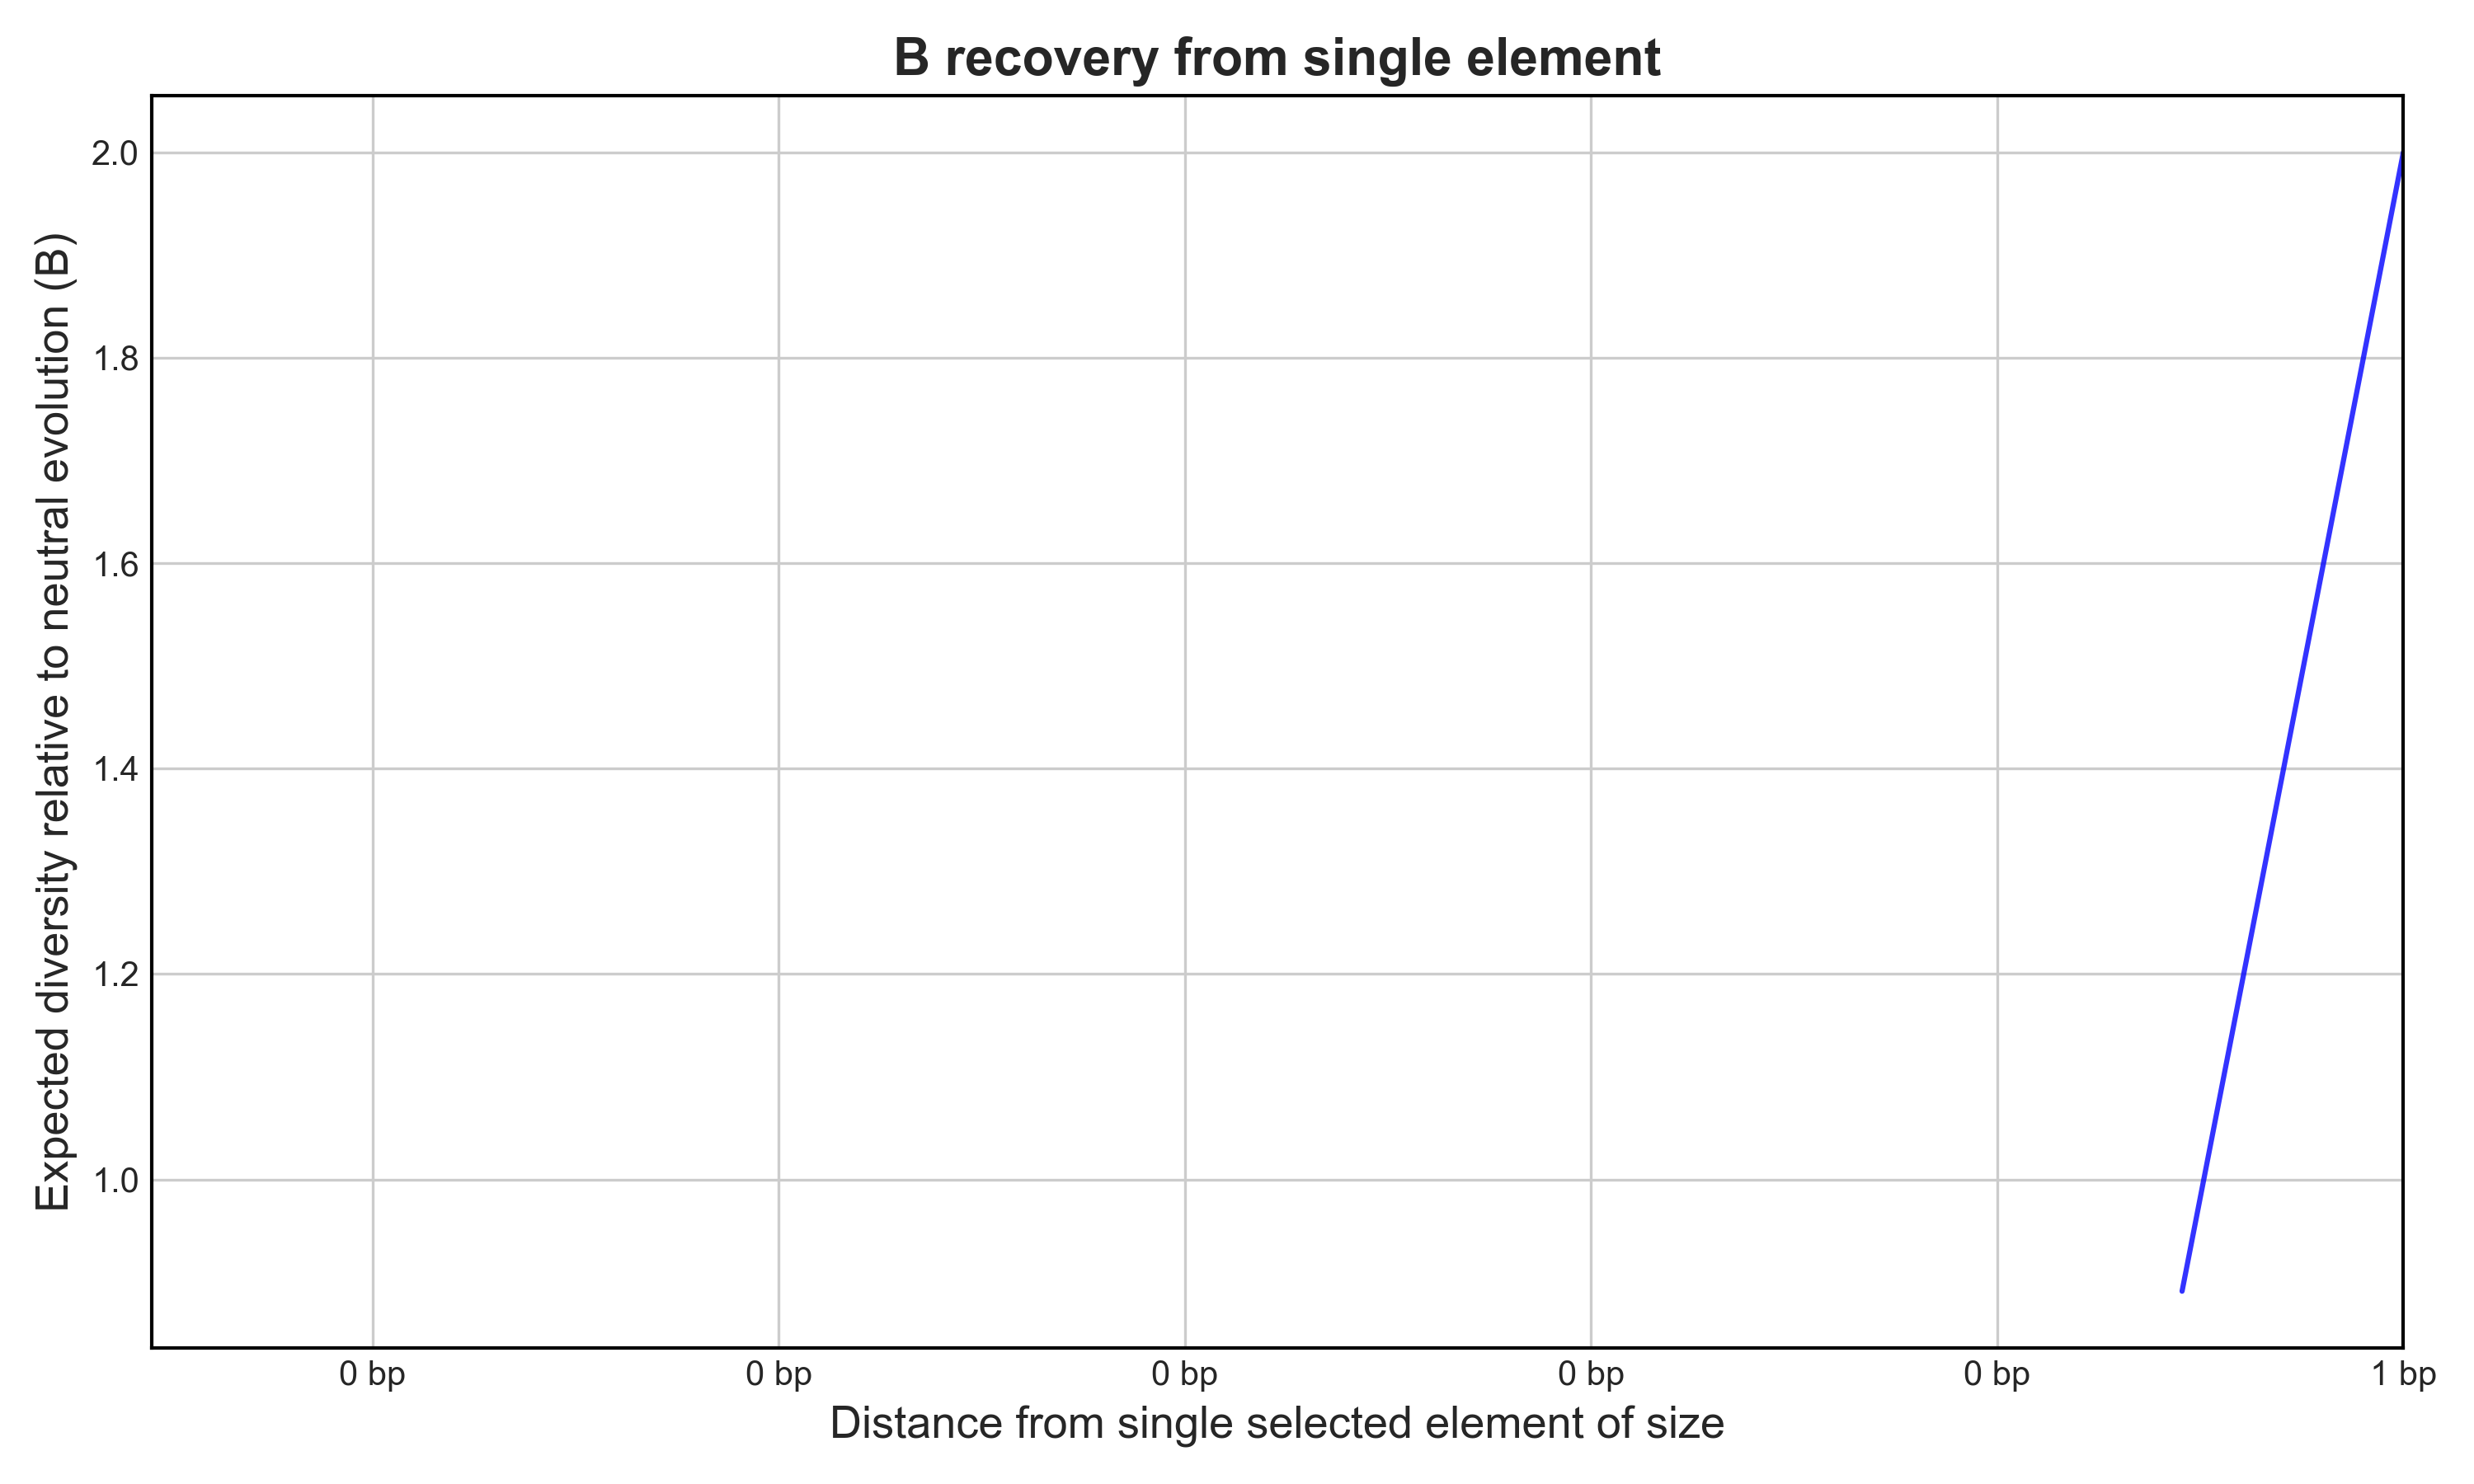 B recovery from single element
Expected diversity relative to neutral evolution (B)
2.0
1.8
1.6
1.4
1.2
1.0
0 bp 0 bp 0 bp 0 bp 0 bp 1 bp
Distance from single selected element of size